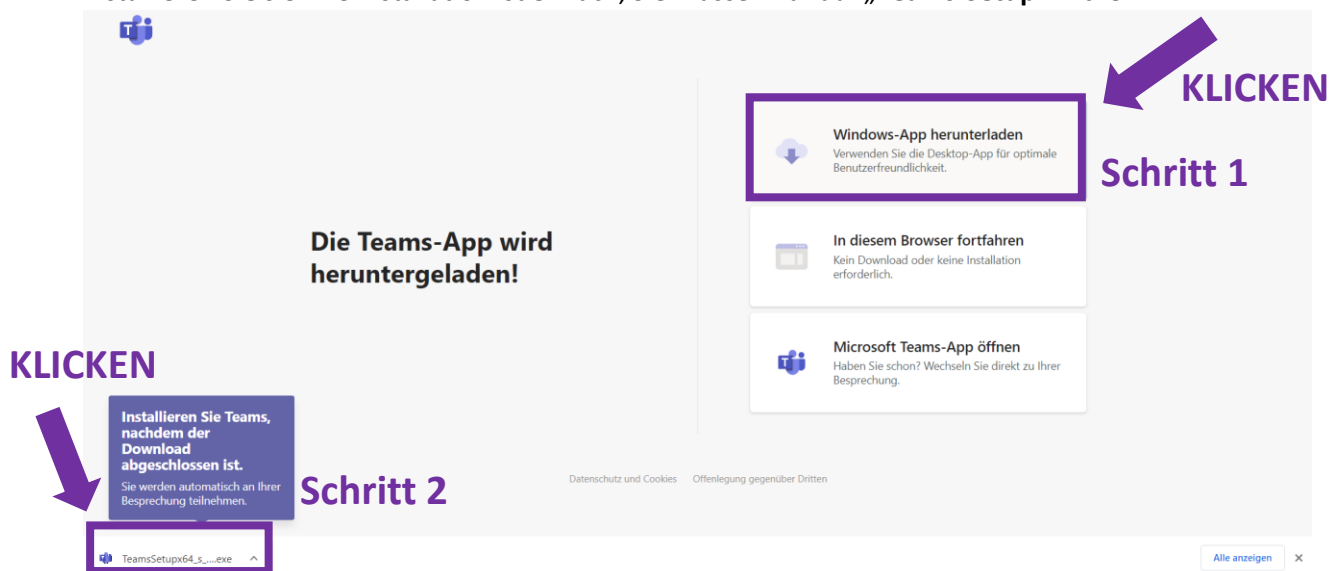 KLICKEN
Windows-App herunterladen
Verwenden Sie die Desktop-App für optimale
Benutzerfreundlichkeit.
Schritt 1
Die Teams-App wird
heruntergeladen!
In diesem Browser fortfahren
Kein Download oder keine Installation
erforderlich.
Microsoft Teams-App öffnen
Haben Sie schon? Wechseln Sie direkt zu Ihrer
Besprechung.
KLICKEN
Installieren Sie Teams,
nachdem der
Download
abgeschlossen ist.
Sie werden automatisch an Ihrer
Besprechung teilnehmen.
Schritt 2
Datenschutz und Cookies Offenlegung gegenüber Dritten
TeamsSetupx64_s_....exe
Alle anzeigen